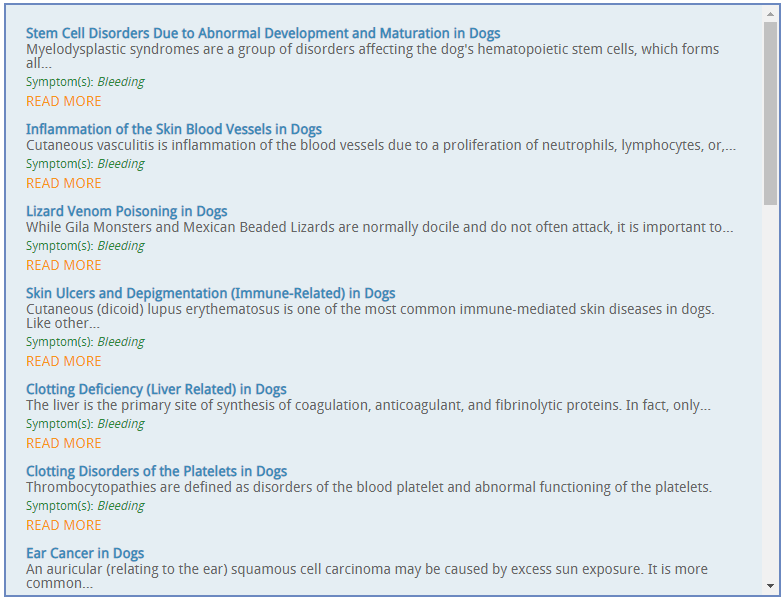 Stem Cell Disorders Due to Abnormal Development and Maturation in Dogs
Myelodysplastic syndromes are a group of disorders affecting the dog's hematopoietic stem cells, which forms
all...
Symptom(s): Bleeding
READ MORE
Inflammation of the Skin Blood Vessels in Dogs
Cutaneous vasculitis is inflammation of the blood vessels due to a proliferation of neutrophils, lymphocytes, or,...
Symptom(s): Bleeding
READ MORE
Lizard Venom Poisoning in Dogs
While Gila Monsters and Mexican Beaded Lizards are normally docile and do not often attack, it is important to...
Symptom(s): Bleeding
READ MORE
Skin Ulcers and Depigmentation (Immune-Related) in Dogs
Cutaneous (dicoid) lupus erythematosus is one of the most common immune-mediated skin diseases in dogs.
Like other...
Symptom(s): Bleeding
READ MORE
Clotting Deficiency (Liver Related) in Dogs
The liver is the primary site of synthesis of coagulation, anticoagulant, and fibrinolytic proteins. In fact, only...
Symptom(s): Bleeding
READ MORE
Clotting Disorders of the Platelets in Dogs
Thrombocytopathies are defined as disorders of the blood platelet and abnormal functioning of the platelets.
Symptom(s): Bleeding
READ MORE
Ear Cancer in Dogs
An auricular (relating to the ear) squamous cell carcinoma may be caused by excess sun exposure. It is more
common...